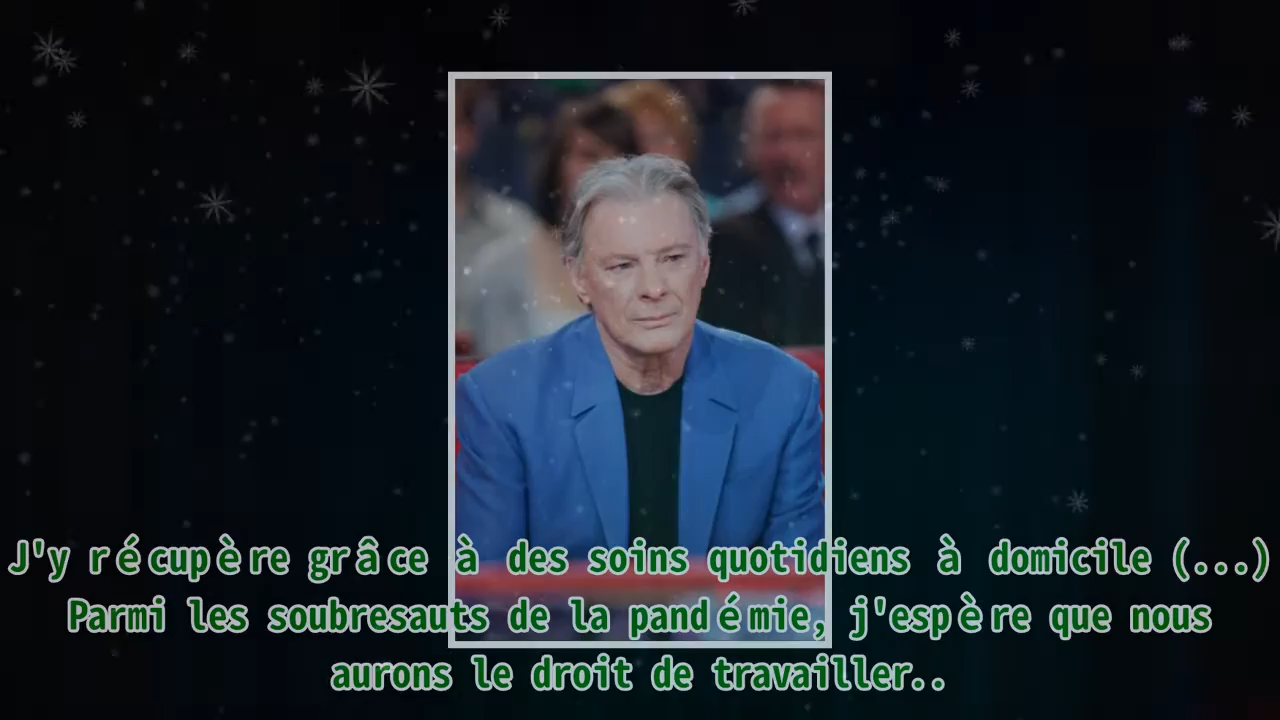 J'y récupère grâce à des soins quotidiens à domicile (...)
Parmi les soubresauts de la pandémie, j'espère que nous
aurons le droit de travailler..